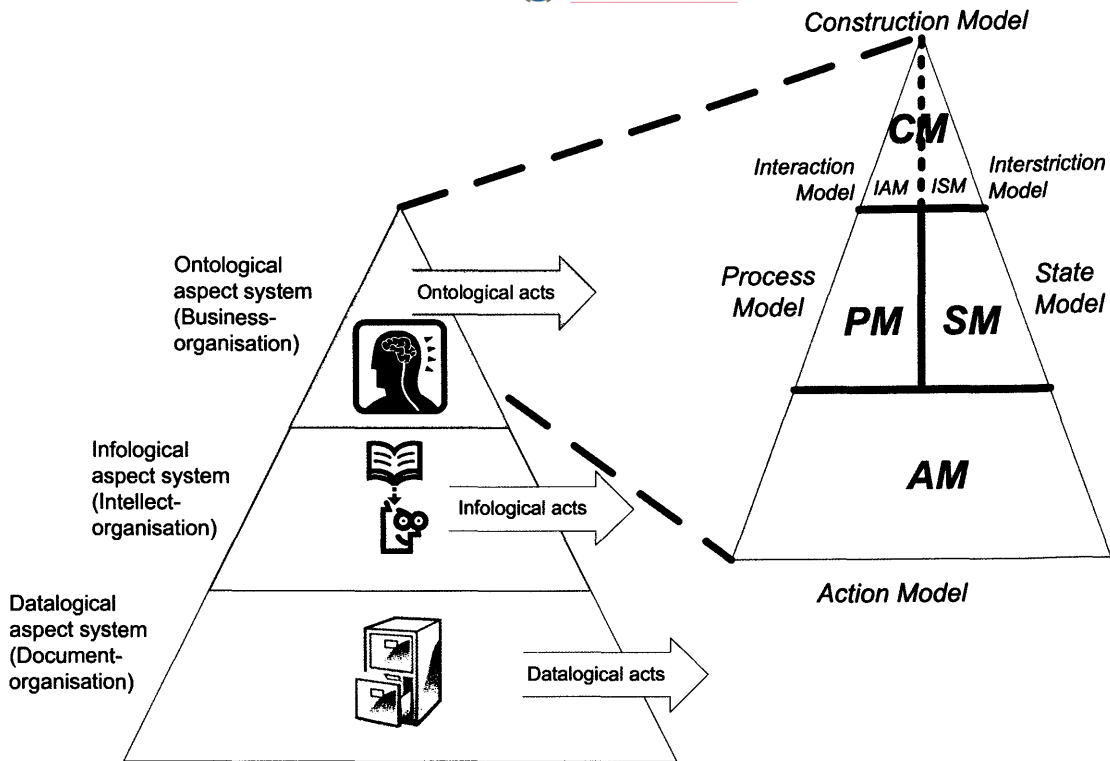 Construction Model
CM
Interaction
Model
IAM
ISM
Interstriction
Model
Process
Model
PM
SM
State
Model
AM
Action Model
Ontological
aspect system
(Business-
organisation)
Ontological acts
Infological
aspect system
(Intellect-
organisation)
Infological acts
Datalogical
aspect system
(Document-
organisation)
Datalogical acts